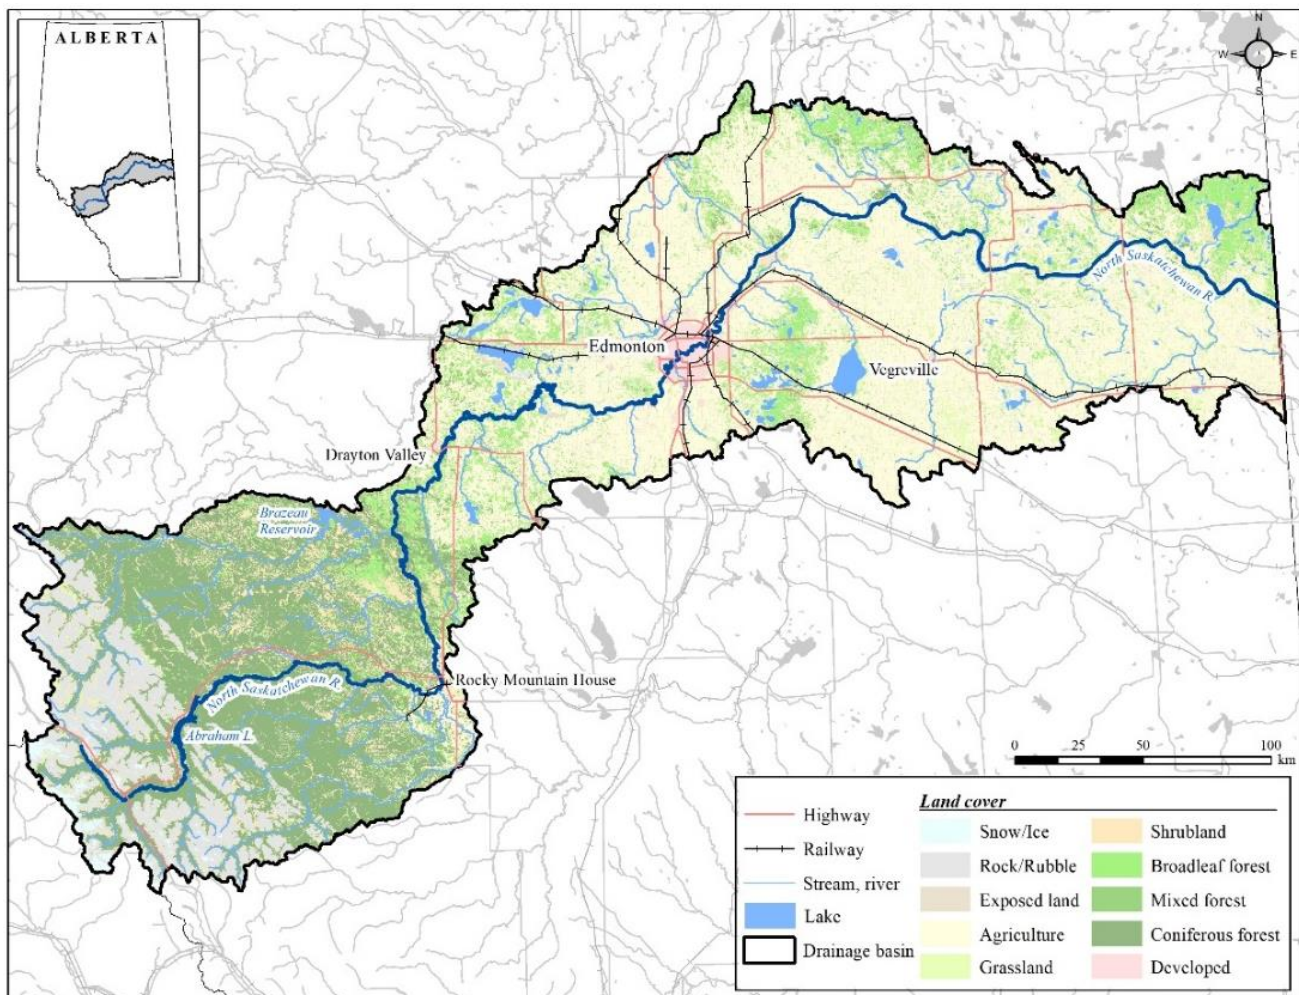 ALBERTA
N
W
E
S
North Saskatchewan R.
Edmonton
Vegreville
Drayton Valley
Brazeau
Reservoir
Rocky Mountain House
North Saskatchewan R.
Abraham L.
0 25 50 100
km
Highway
Railway
Stream, river
Lake
Drainage basin
Land cover
Snow/Ice
Rock/Rubble
Exposed land
Agriculture
Grassland
Shrubland
Broadleaf forest
Mixed forest
Coniferous forest
Developed